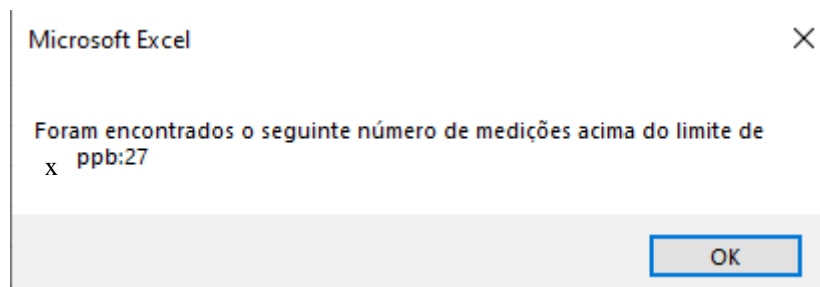 Microsoft Excel
Foram encontrados o seguinte número de medições acima do limite de
x ppb:27
OK